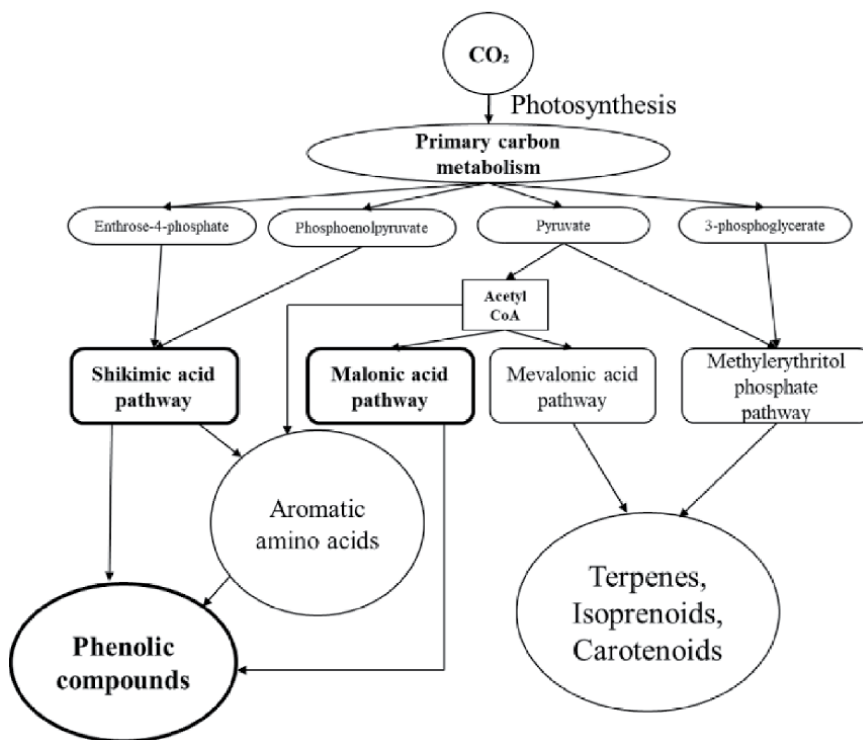 CO₂
Photosynthesis
Primary carbon
metabolism
Enthrose-4-phosphate
Phosphoenolpyruvate
Pyruvate
3-phosphoglycerate
Acetyl
CoA
Shikimic acid
pathway
Malonic acid
pathway
Mevalonic acid
pathway
Methylerythritol
phosphate
pathway
Aromatic
amino acids
Terpenes,
Isoprenoids,
Carotenoids
Phenolic
compounds